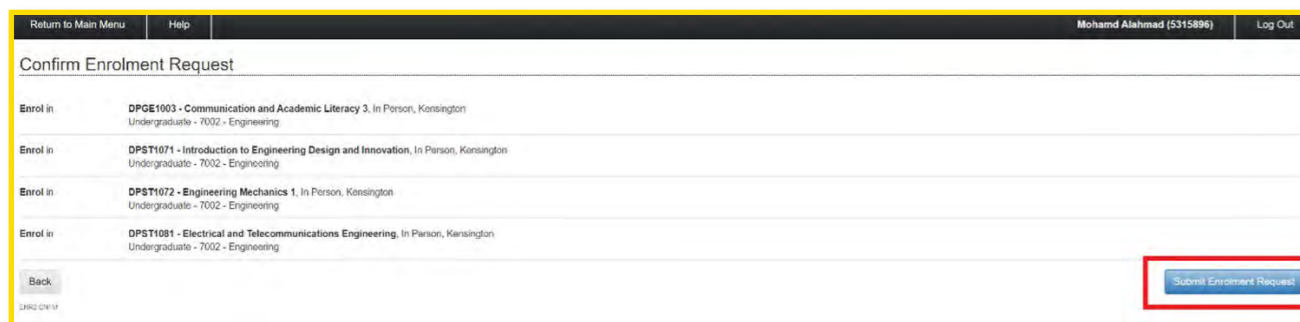 Return to Main Menu Help Mohamd Alahmad (5315896) Log Out
Confirm Enrolment Request
Enrol in DPGE1003 - Communication and Academic Literacy 3, In Person, Kensington
Undergraduate - 7002 - Engineering
Enrol in DPST1071 - Introduction to Engineering Design and Innovation, In Person, Kensington
Undergraduate - 7002 - Engineering
Enrol in DPST1072 - Engineering Mechanics 1, In Person, Kensington
Undergraduate - 7002 - Engineering
Enrol in DPST1081 - Electrical and Telecommunications Engineering, In Person, Kensington
Undergraduate - 7002 - Engineering
Back Submit Enrolment Request